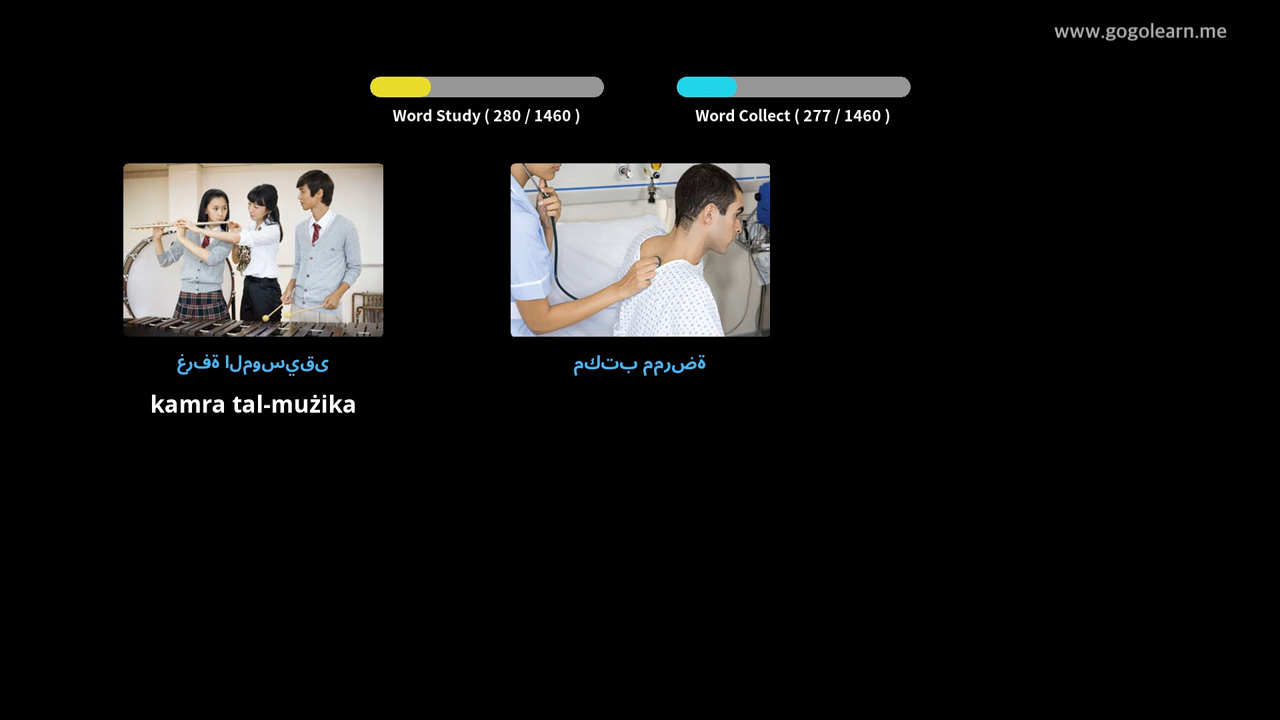 www.gogolearn.me
Word Study ( 280 / 1460 )
Word Collect ( 277 / 1460 )
غرفة الموسيقى
kamra tal-mużika
مكتب ممرضة